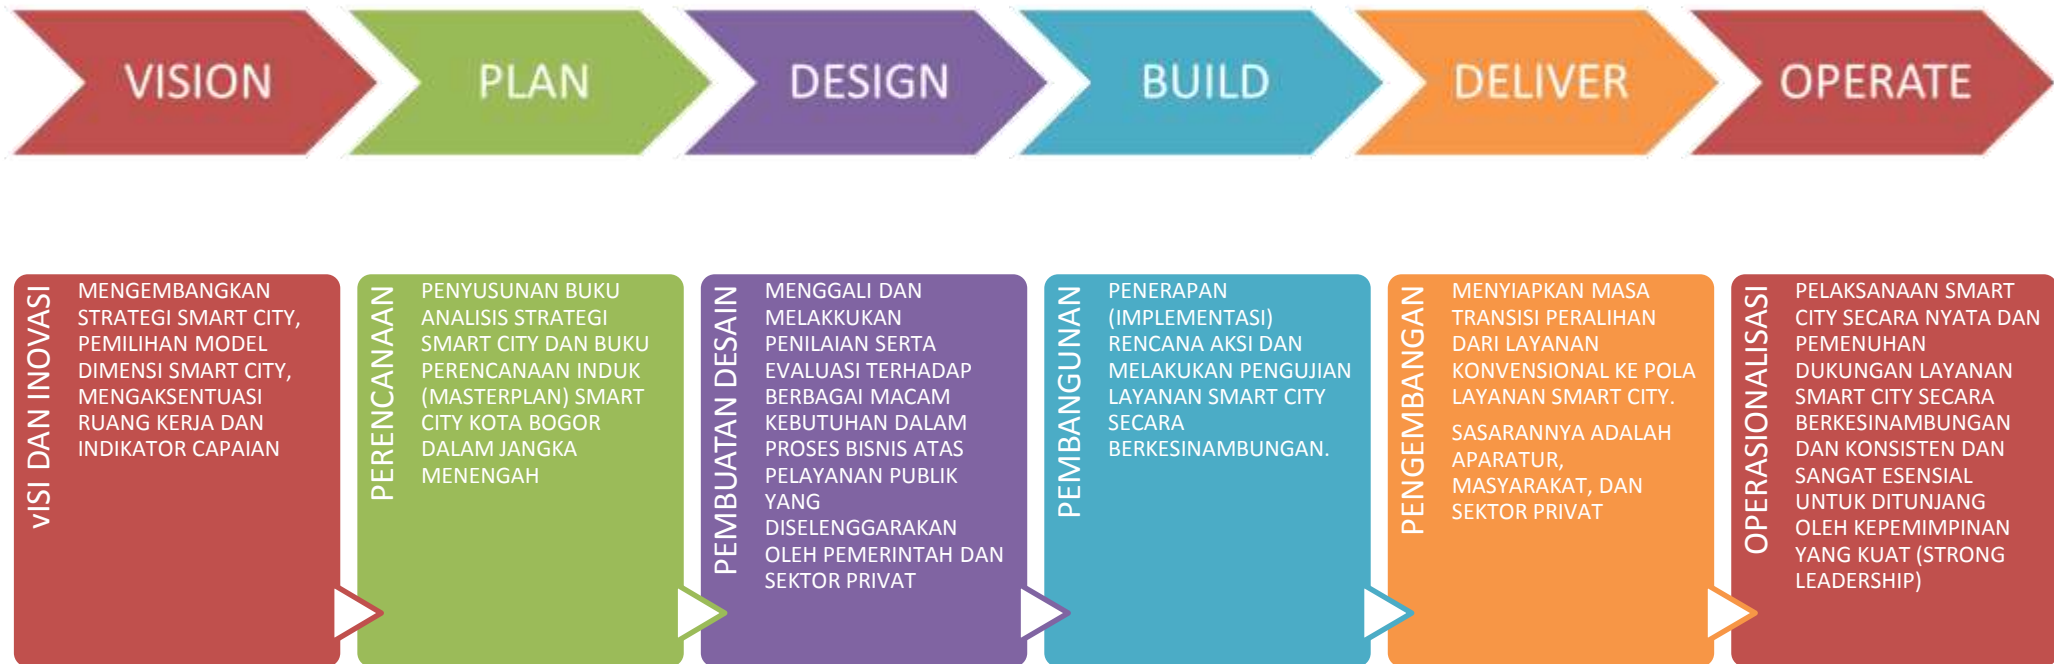 VISION
PLAN
DESIGN
BUILD
DELIVER
OPERATE
vISI DAN INOVASI
MENGEMBANGKAN
STRATEGI SMART CITY,
PEMILIHAN MODEL
DIMENSI SMART CITY,
MENGAKSENTUASI
RUANG KERJA DAN
INDIKATOR CAPAIAN
PERENCANAAN
PENYUSUNAN BUKU
ANALISIS STRATEGI
SMART CITY DAN BUKU
PERENCANAAN INDUK
(MASTERPLAN) SMART
CITY KOTA BOGOR
DALAM JANGKA
MENENGAH
PEMBUATAN DESAIN
MENGGALI DAN
MELAKKUKAN
PENILAIAN SERTA
EVALUASI TERHADAP
BERBAGAI MACAM
KEBUTUHAN DALAM
PROSES BISNIS ATAS
PELAYANAN PUBLIK
YANG
DISELENGGARAKAN
OLEH PEMERINTAH DAN
SEKTOR PRIVAT
PEMBANGUNAN
PENERAPAN
(IMPLEMENTASI)
RENCANA AKSI DAN
MELAKUKAN PENGUJIAN
LAYANAN SMART CITY
SECARA
BERKESINAMBUNGAN.
PENGEMBANGAN
MENYIAPKAN MASA
TRANSISI PERALIHAN
DARI LAYANAN
KONVENSIONAL KE POLA
LAYANAN SMART CITY.
SASARANNYA ADALAH
APARATUR,
MASYARAKAT, DAN
SEKTOR PRIVAT
OPERASIONALISASI
PELAKSANAAN SMART
CITY SECARA NYATA DAN
PEMENUHAN
DUKUNGAN LAYANAN
SMART CITY SECARA
BERKESINAMBUNGAN
DAN KONSISTEN DAN
SANGAT ESENSIAL
UNTUK DITUNJANG
OLEH KEPEMIMPINAN
YANG KUAT (STRONG
LEADERSHIP)